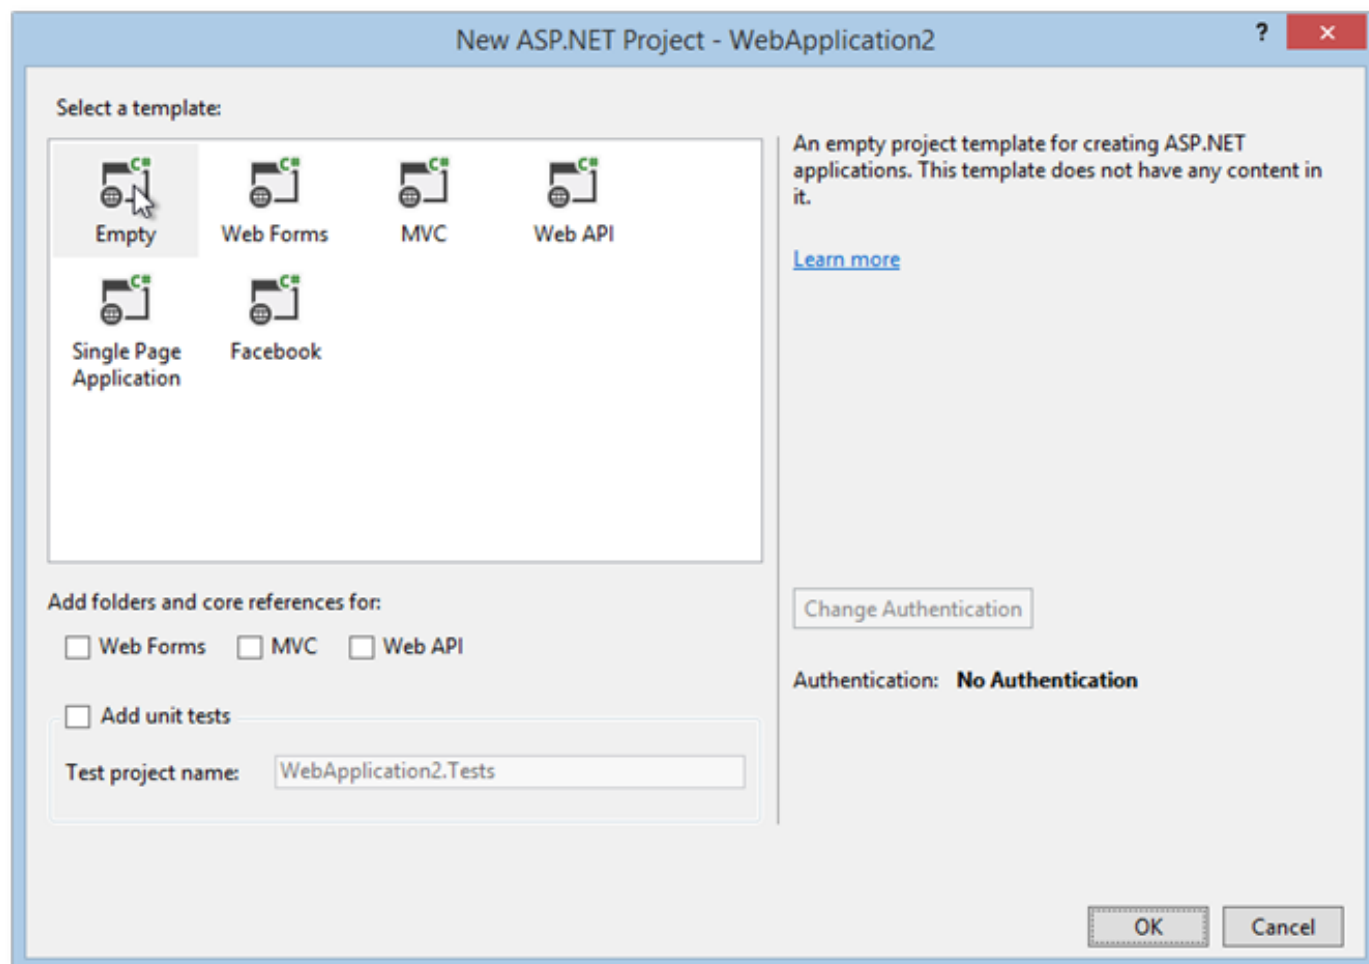 New ASP.NET Project - WebApplication2
?
Select a template:
Empty
Web Forms
MVC
Web API
Single Page
Application
Facebook
An empty project template for creating ASP.NET
applications. This template does not have any content in
it.
Learn more
Add folders and core references for:
Web Forms
MVC
Web API
Add unit tests
Test project name:
WebApplication2.Tests
Change Authentication
Authentication: No Authentication
OK
Cancel